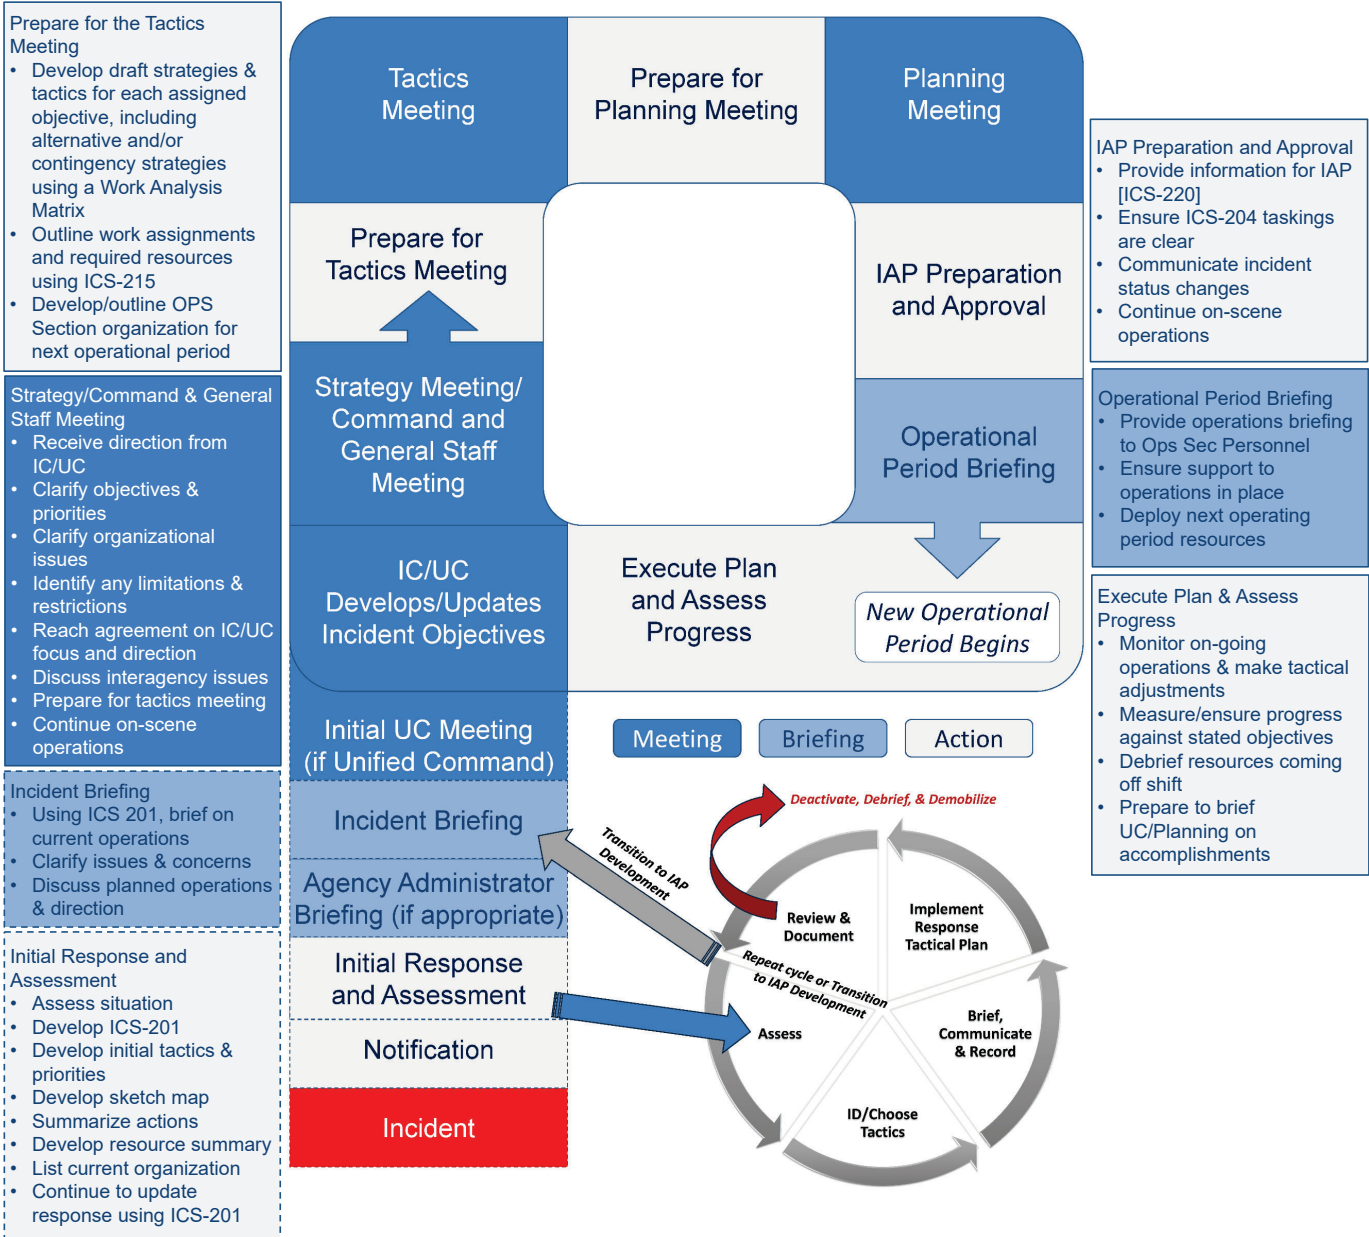 Prepare for the Tactics
Meeting
• Develop draft strategies &
tactics for each assigned
objective, including
alternative and/or
contingency strategies
using a Work Analysis
Matrix
• Outline work assignments
and required resources
using ICS-215
• Develop/outline OPS
Section organization for
next operational period
Strategy/Command & General
Staff Meeting
• Receive direction from
IC/UC
• Clarify objectives &
priorities
• Clarify organizational
issues
• Identify any limitations &
restrictions
• Reach agreement on IC/UC
focus and direction
• Discuss interagency issues
• Prepare for tactics meeting
• Continue on-scene
operations
Incident Briefing
• Using ICS 201, brief on
current operations
• Clarify issues & concerns
• Discuss planned operations
& direction
Initial Response and
Assessment
• Assess situation
• Develop ICS-201
• Develop initial tactics &
priorities
• Develop sketch map
• Summarize actions
• Develop resource summary
• List current organization
• Continue to update
response using ICS-201
Tactics
Meeting
Prepare for
Planning Meeting
Planning
Meeting
Prepare for
Tactics Meeting
IAP Preparation
and Approval
Strategy Meeting/
Command and
General Staff
Meeting
Operational
Period Briefing
IC/UC
Develops/Updates
Incident Objectives
Execute Plan
and Assess
Progress
New Operational
Period Begins
Initial UC Meeting
(if Unified Command)
Incident Briefing
Agency Administrator
Briefing (if appropriate)
Initial Response
and Assessment
Notification
Incident
Meeting
Briefing
Action
Deactivate, Debrief, & Demobilize
Transition to IAP
Development
Review &
Document
Implement
Response
Tactical Plan
Repeat cycle or Transition
to IAP Development
Assess
Brief,
Communicate
& Record
ID/Choose
Tactics
IAP Preparation and Approval
• Provide information for IAP
[ICS-220]
• Ensure ICS-204 taskings
are clear
• Communicate incident
status changes
• Continue on-scene
operations
Operational Period Briefing
• Provide operations briefing
to Ops Sec Personnel
• Ensure support to
operations in place
• Deploy next operating
period resources
Execute Plan & Assess
Progress
• Monitor on-going
operations & make tactical
adjustments
• Measure/ensure progress
against stated objectives
• Debrief resources coming
off shift
• Prepare to brief
UC/Planning on
accomplishments